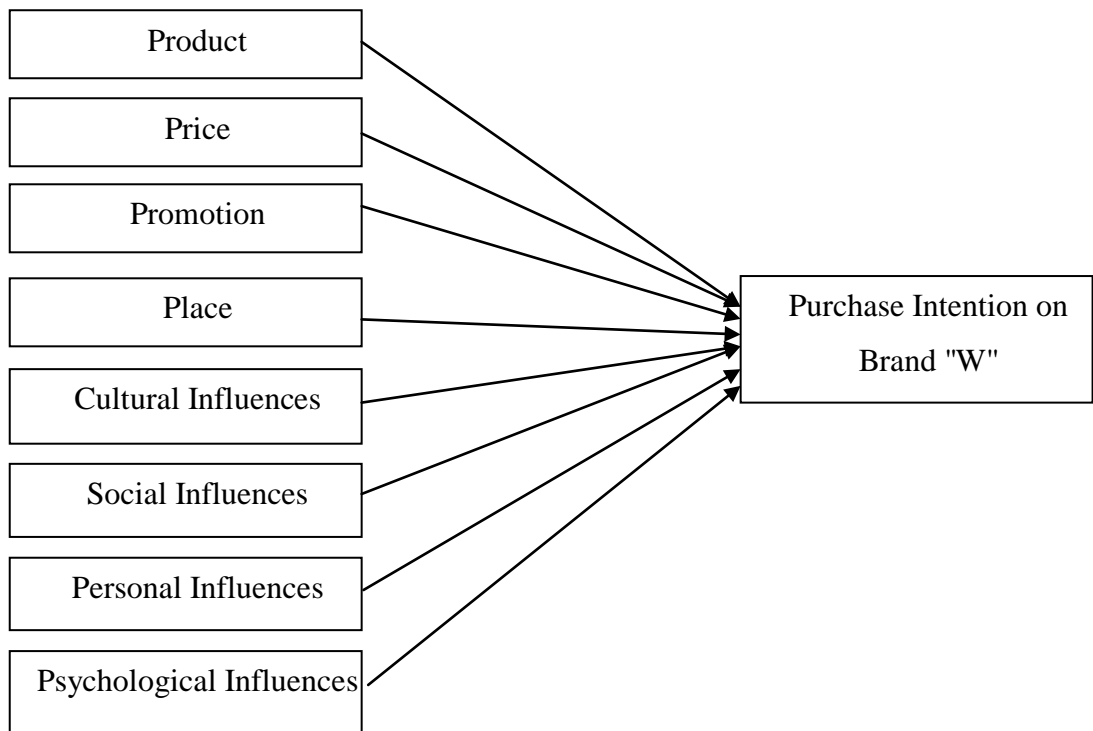 Product
Price
Promotion
Place
Cultural Influences
Social Influences
Personal Influences
Psychological Influences
Purchase Intention on
Brand "W"